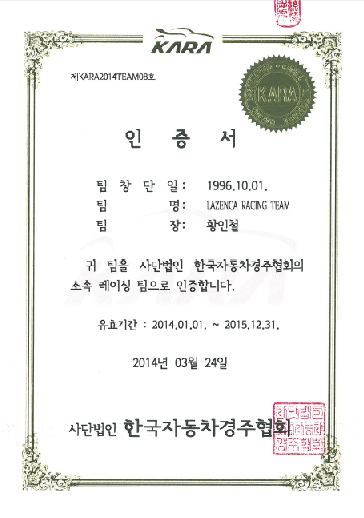 KARA
제KARA2014TEAM08호
KARA
인 증 서
팀 창 단 일 : 1996.10.01.
팀 명 : LAZENCA RACING TEAM
팀 장 : 황인철
귀 팀을 사단법인 한국자동차경주협회의
소속 레이싱 팀으로 인증합니다.
유효기간 : 2014.01.01. ~ 2015.12.31.
2014년 03월 24일
사단법인 한국자동차경주협회